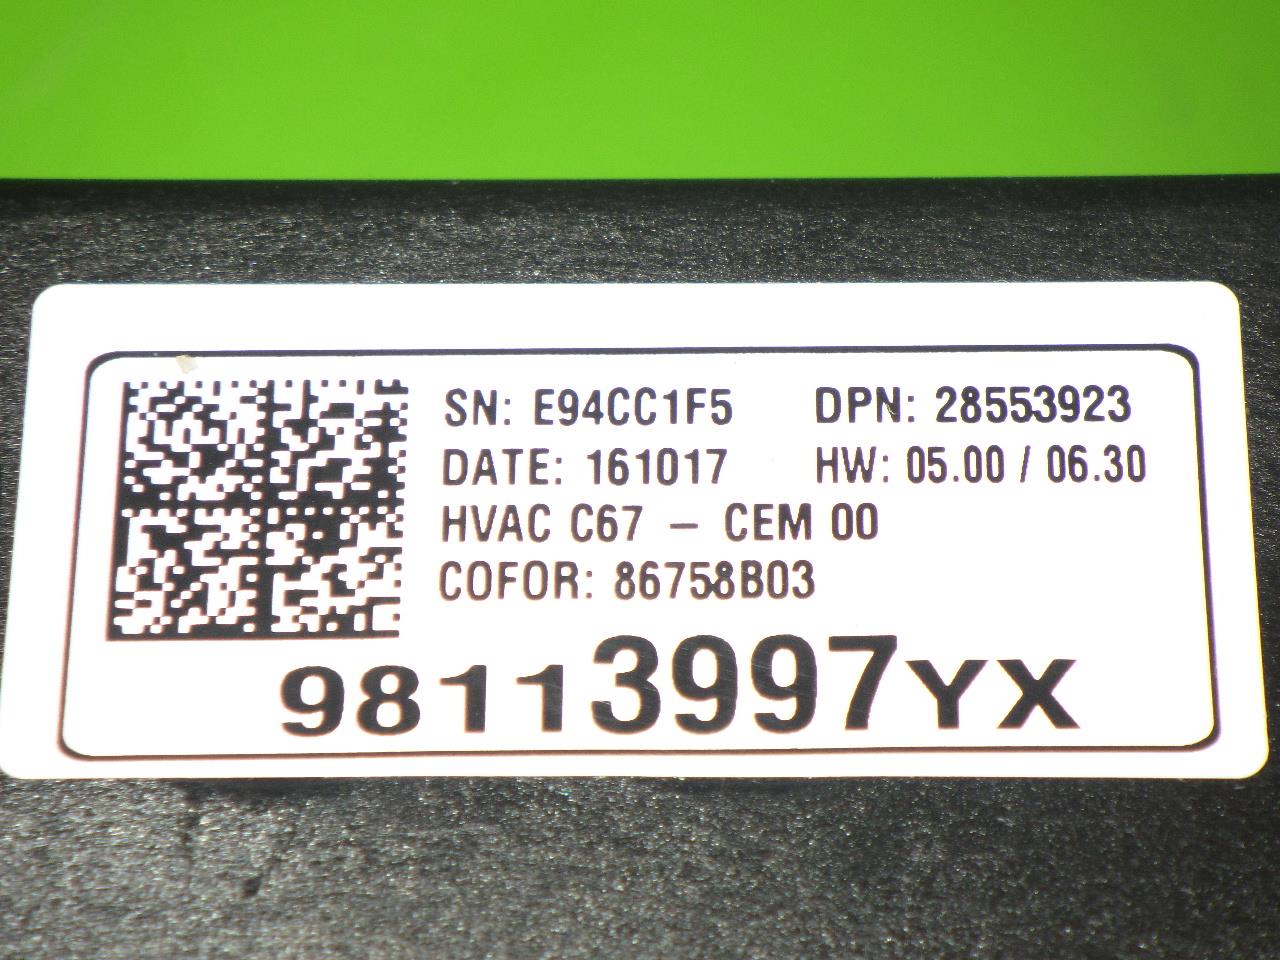 SN: E94CC1F5 DPN: 28553923
DATE: 161017 HW: 05.00 / 06.30
HVAC C67 – CEM 00
COFOR: 86758B03
98113997YX